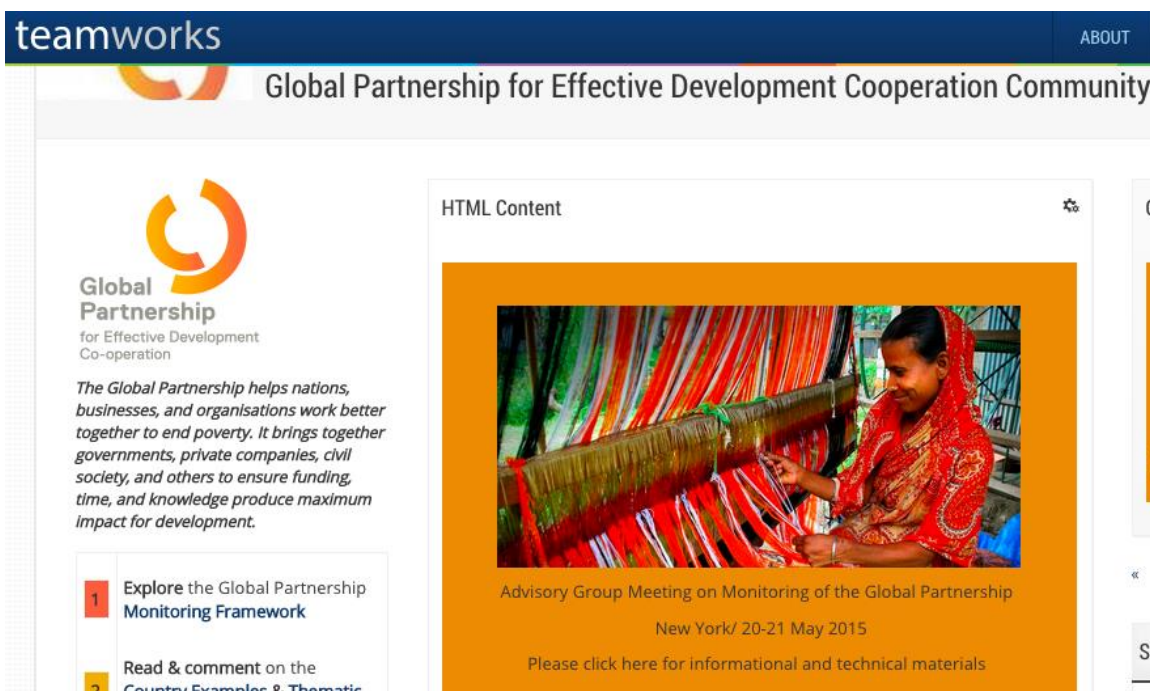 teamworks
ABOUT
Global Partnership for Effective Development Cooperation Community
Global
Partnership
for Effective Development
Co-operation
The Global Partnership helps nations,
businesses, and organisations work better
together to end poverty. It brings together
governments, private companies, civil
society, and others to ensure funding,
time, and knowledge produce maximum
impact for development.
1
Explore the Global Partnership
Monitoring Framework
2
Read & comment on the
Country Examples & Thematic
HTML Content
Advisory Group Meeting on Monitoring of the Global Partnership
New York/ 20-21 May 2015
Please click here for informational and technical materials
«
S